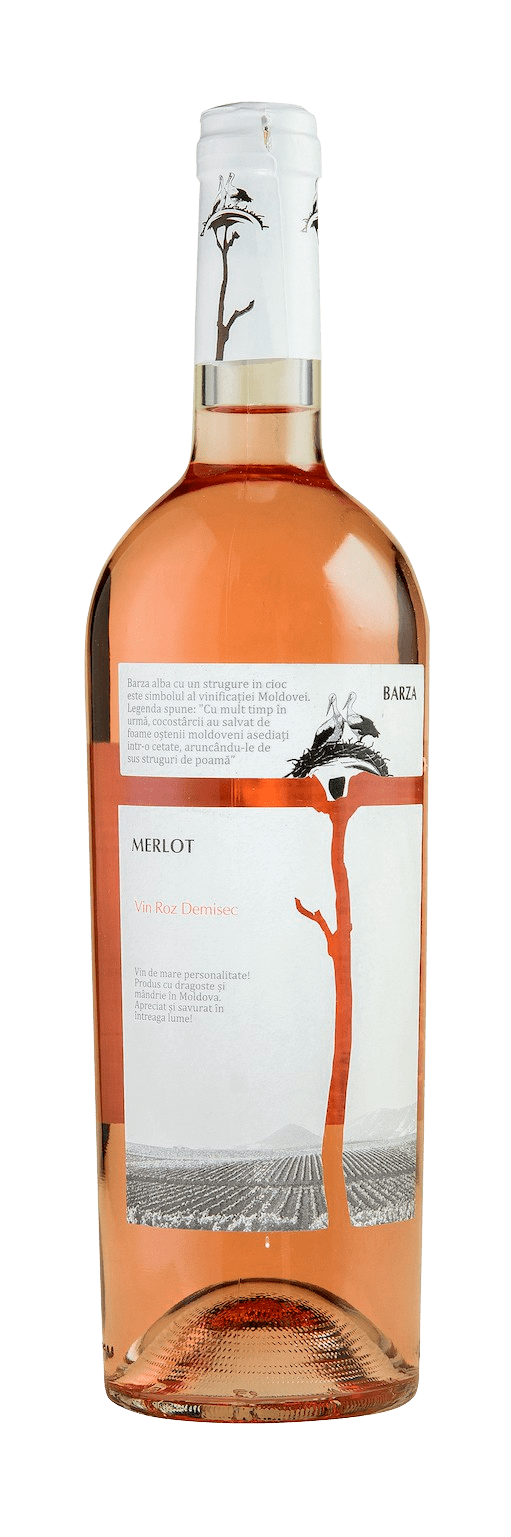 Barza alba cu un strugure in cioc
este simbolul al vinificației Moldovei.
Legenda spune: "Cu mult timp în
urmă, cocostârcii au salvat de
foame oștenii moldoveni asediați
intr-o cetate, aruncându-le de
sus struguri de poamă"
BARZA
MERLOT
Vin Roz Demisec
Vin de mare personalitate!
Produs cu dragoste și
mândrie în Moldova.
Apreciat și savurat în
întreaga lume!